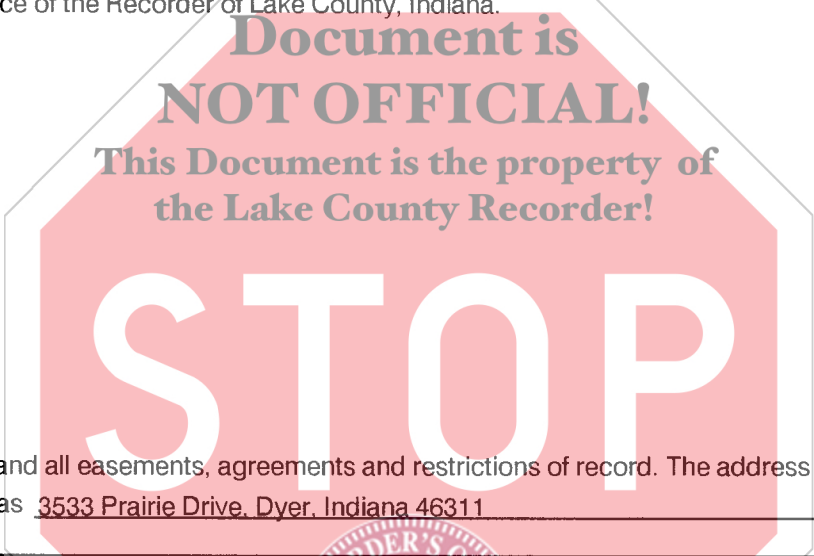 ce of the Recorder of Lake County, Indiana.
Document is
NOT OFFICIAL!
This Document is the property of
the Lake County Recorder!
STOP
and all easements, agreements and restrictions of record. The address
as 3533 Prairie Drive, Dyer, Indiana 46311
RDER'S